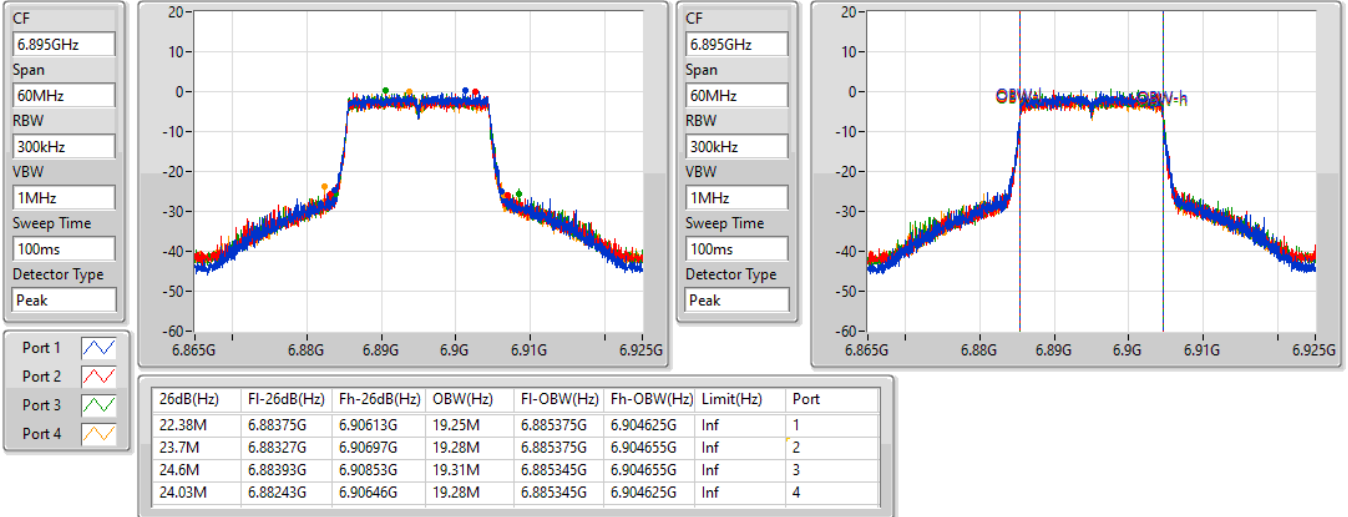 CF
6.895GHz
Span
60MHz
RBW
300kHz
VBW
1MHz
Sweep Time
100ms
Detector Type
Peak
20
10
0
-10
-20
-30
-40
-50
-60
6.865G 6.88G 6.89G 6.9G 6.91G 6.925G
CF
6.895GHz
Span
60MHz
RBW
300kHz
VBW
1MHz
Sweep Time
100ms
Detector Type
Peak
20
10
0
-10
-20
-30
-40
-50
-60
OBW-h
6.865G 6.88G 6.89G 6.9G 6.91G 6.925G
Port 1
Port 2
Port 3
Port 4
26dB(Hz) Fl-26dB(Hz) Fh-26dB(Hz) OBW(Hz) Fl-OBW(Hz) Fh-OBW(Hz) Limit(Hz) Port
22.38M 6.88375G 6.90613G 19.25M 6.885375G 6.904625G Inf 1
23.7M 6.88327G 6.90697G 19.28M 6.885375G 6.904655G Inf 2
24.6M 6.88393G 6.90853G 19.31M 6.885345G 6.904655G Inf 3
24.03M 6.88243G 6.90646G 19.28M 6.885345G 6.904625G Inf 4